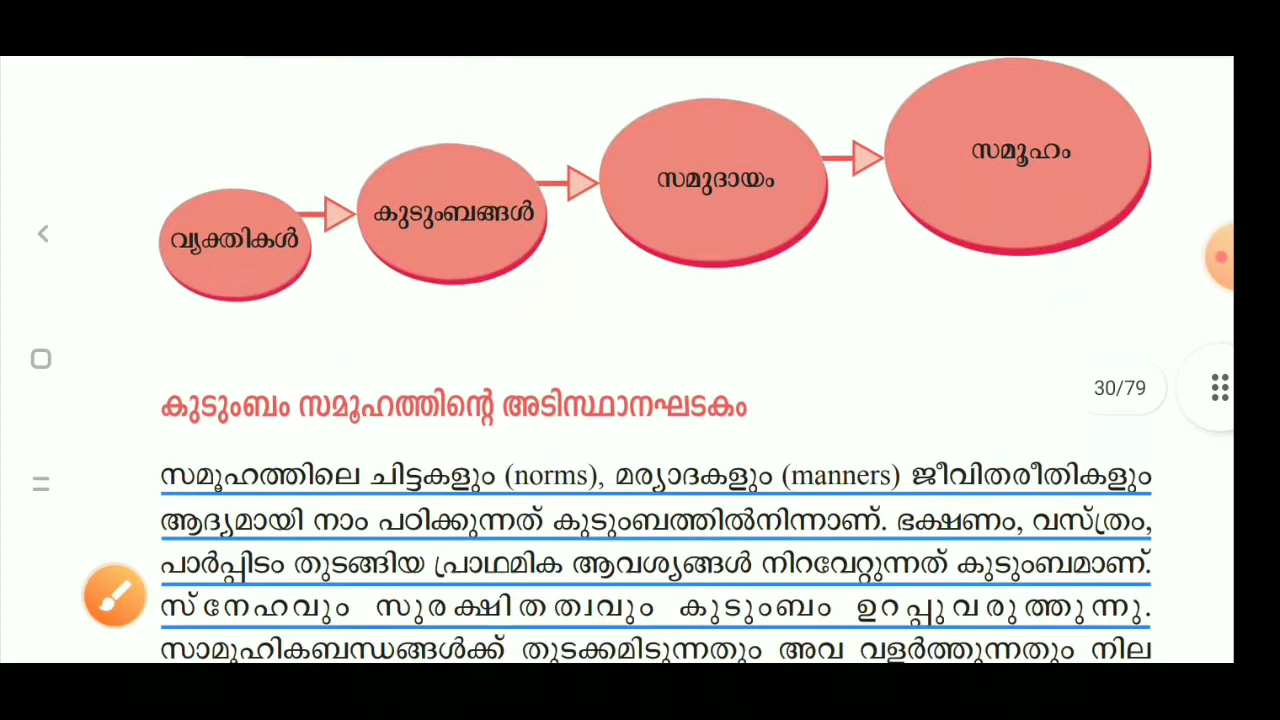 വ്യക്തികൾ
കുടുംബങ്ങൾ
സമുദായം
സമൂഹം
30/79
കുടുംബം സമൂഹത്തിന്റെ അടിസ്ഥാനഘടകം
സമൂഹത്തിലെ ചിട്ടകളും (norms), മര്യാദകളും (manners) ജീവിതരീതികളും
ആദ്യമായി നാം പഠിക്കുന്നത് കുടുംബത്തിൽനിന്നാണ്. ഭക്ഷണം, വസ്ത്രം,
പാർപ്പിടം തുടങ്ങിയ പ്രാഥമിക ആവശ്യങ്ങൾ നിറവേറ്റുന്നത് കുടുംബമാണ്.
സ്നേഹവും സുരക്ഷിതത്വവും കുടുംബം ഉറപ്പുവരുത്തുന്നു.
സാമൂഹികബന്ധങ്ങൾക്ക് തുടക്കമിടുന്നതും അവ വളർത്തുന്നതും നില